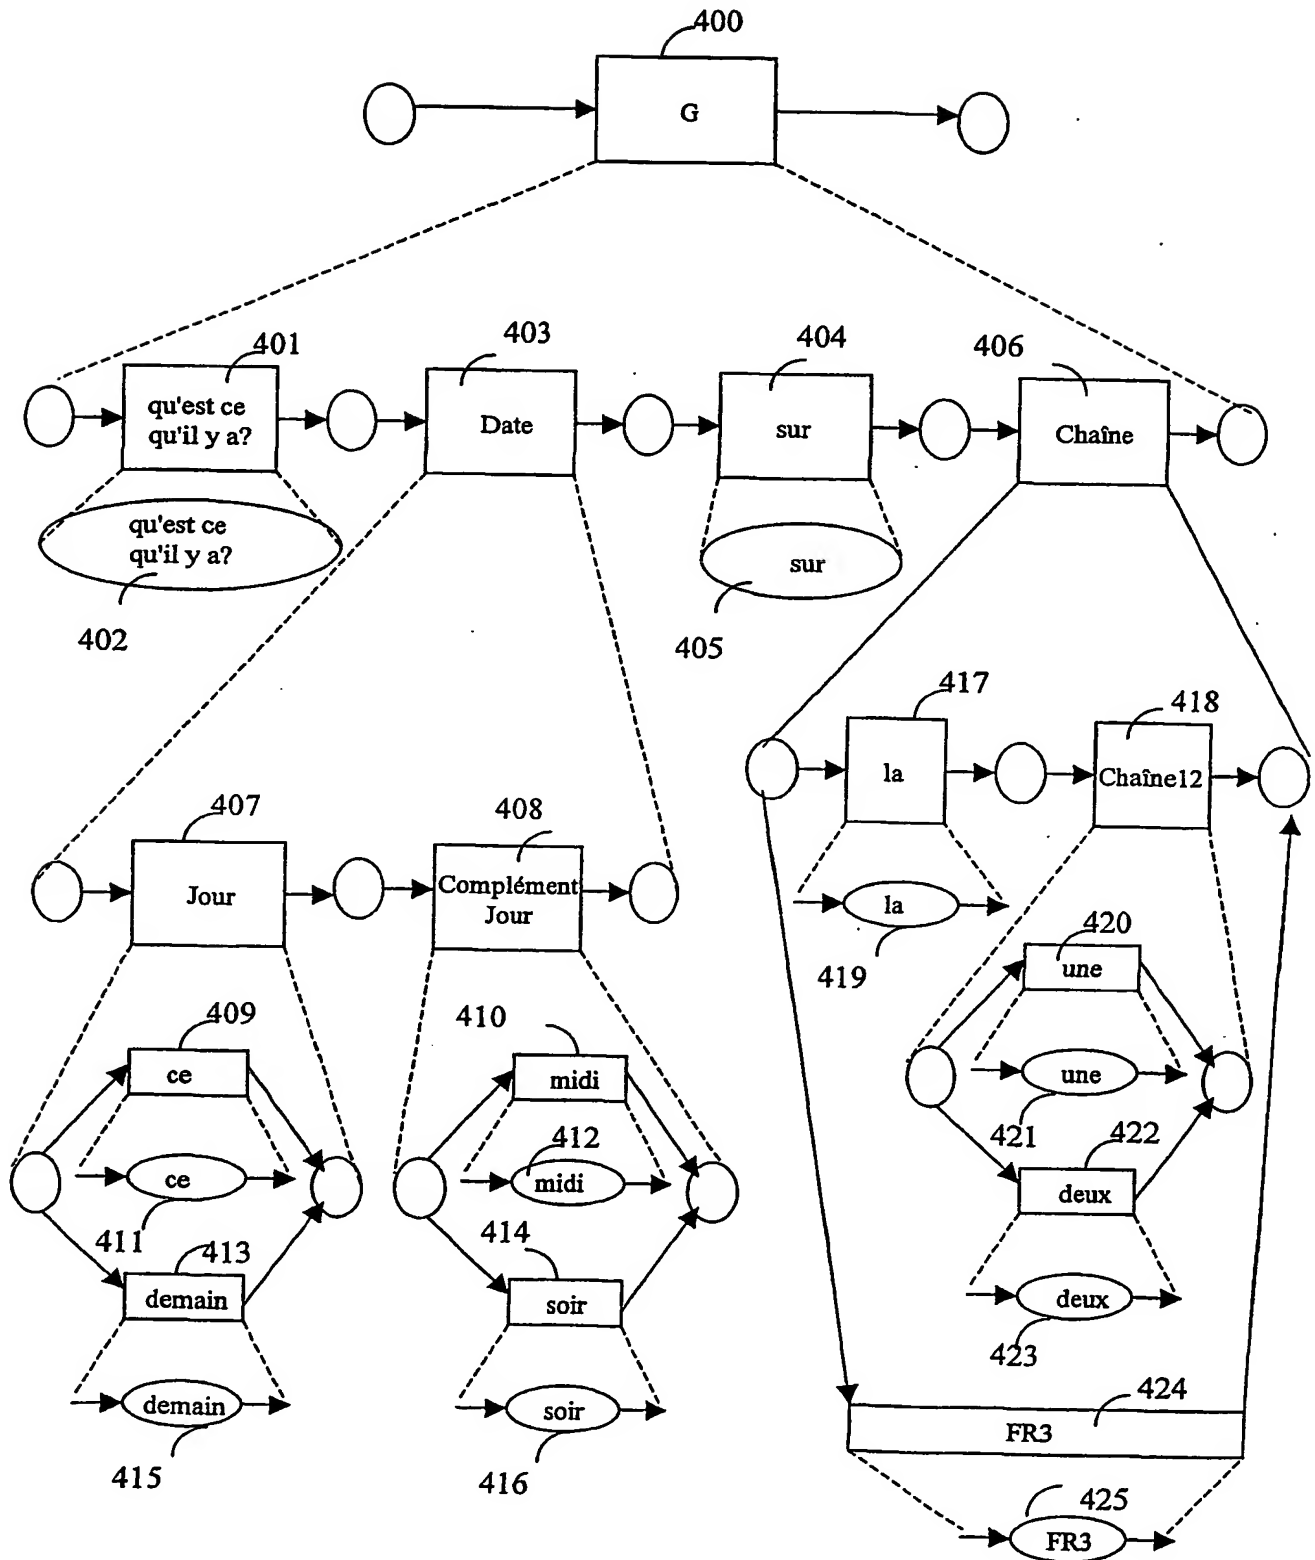 400
G
401
403
404
406
qu'est ce
qu'il y a?
Date
sur
Chaîne
qu'est ce
qu'il y a?
sur
402
405
417
418
la
Chaîne12
407
408
Jour
Complément
Jour
la
419
420
une
409
410
ce
midi
une
421
422
412
ce
midi
deux
411
413
414
demain
soir
deux
423
demain
soir
415
416
424
FR3
425
FR3